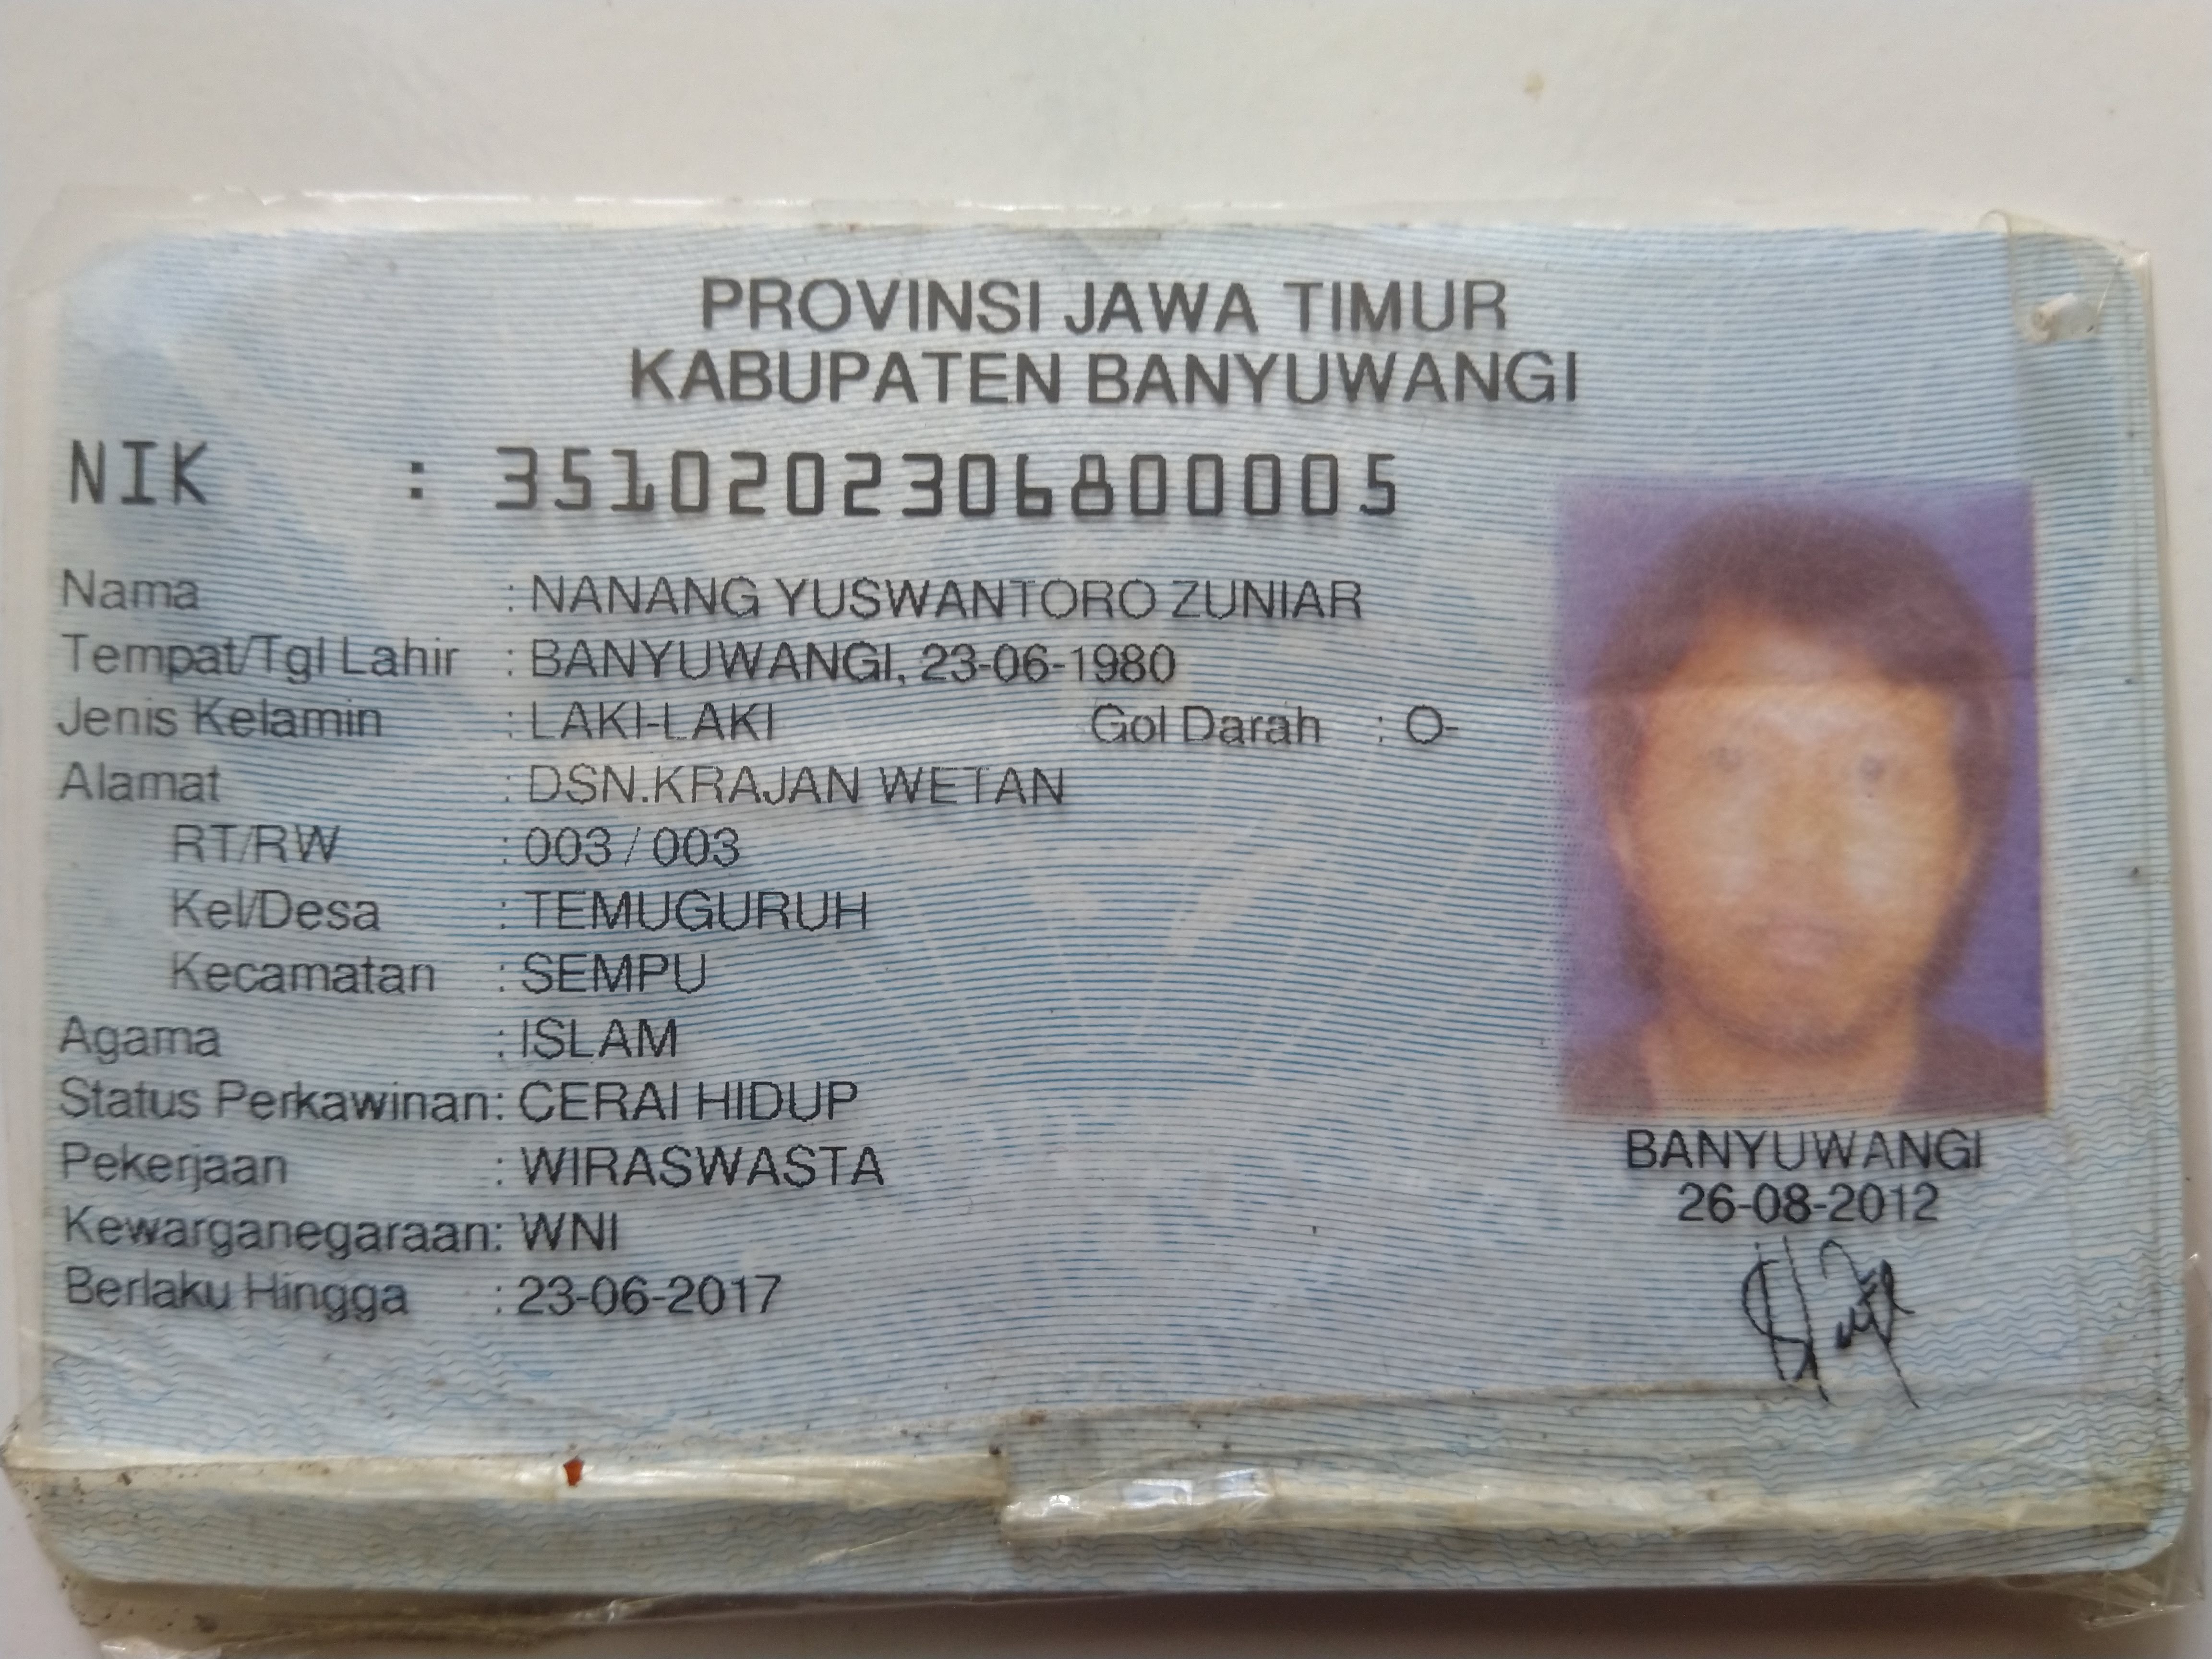 PROVINSI JAWA TIMUR
KABUPATEN BANYUWANGI
NIK : 3510202306800005
Nama : NANANG YUSWANTORO ZUNIAR
Tempat/Tgl Lahir : BANYUWANGI, 23-06-1980
Jenis Kelamin : LAKI-LAKI Gol Darah : O-
Alamat : DSN.KRAJAN WETAN
RT/RW : 003 / 003
Kel/Desa : TEMUGURUH
Kecamatan : SEMPU
Agama : ISLAM
Status Perkawinan: CERAI HIDUP
Pekerjaan : WIRASWASTA
Kewarganegaraan: WNI
Berlaku Hingga : 23-06-2017
BANYUWANGI
26-08-2012